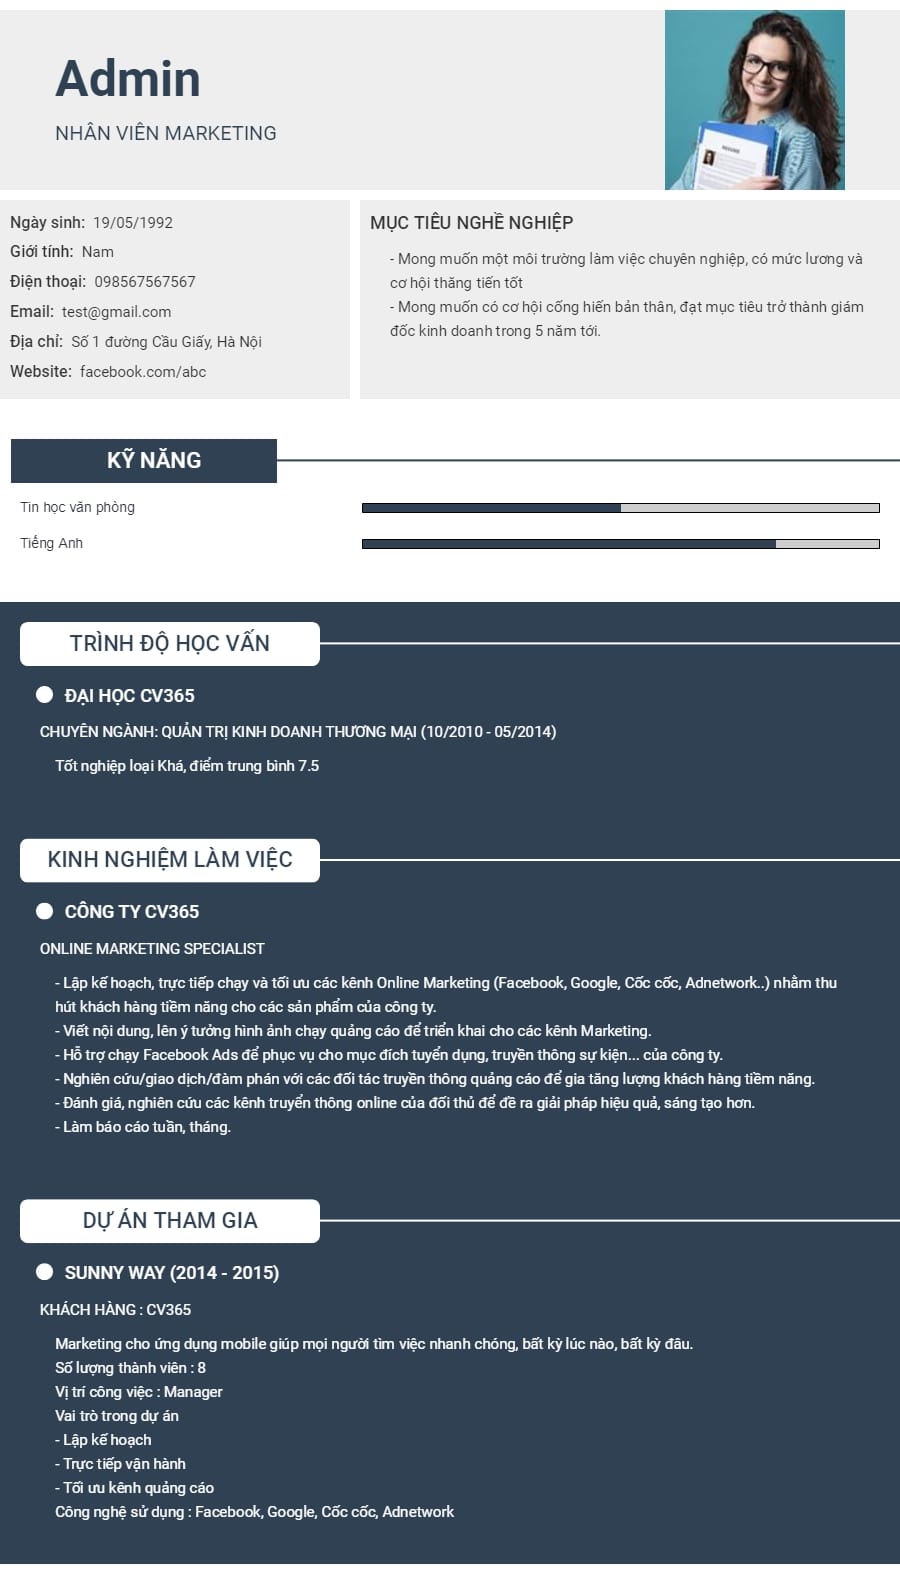 Admin
NHÂN VIÊN MARKETING
RESUME
Ngày sinh: 19/05/1992
Giới tính: Nam
Điện thoại: 098567567567
Email: test@gmail.com
Địa chỉ: Số 1 đường Cầu Giấy, Hà Nội
Website: facebook.com/abc
MỤC TIÊU NGHỀ NGHIỆP
- Mong muốn một môi trường làm việc chuyên nghiệp, có mức lương và
cơ hội thăng tiến tốt
- Mong muốn có cơ hội cống hiến bản thân, đạt mục tiêu trở thành giám
đốc kinh doanh trong 5 năm tới.
KỸ NĂNG
Tin học văn phòng
Tiếng Anh
TRÌNH ĐỘ HỌC VẤN
ĐẠI HỌC CV365
CHUYÊN NGÀNH: QUẢN TRỊ KINH DOANH THƯƠNG MẠI (10/2010 - 05/2014)
Tốt nghiệp loại Khá, điểm trung bình 7.5
KINH NGHIỆM LÀM VIỆC
CÔNG TY CV365
ONLINE MARKETING SPECIALIST
- Lập kế hoạch, trực tiếp chạy và tối ưu các kênh Online Marketing (Facebook, Google, Cốc cốc, Adnetwork..) nhằm thu
hút khách hàng tiềm năng cho các sản phẩm của công ty.
- Viết nội dung, lên ý tưởng hình ảnh chạy quảng cáo để triển khai cho các kênh Marketing.
- Hỗ trợ chạy Facebook Ads để phục vụ cho mục đích tuyển dụng, truyền thông sự kiện... của công ty.
- Nghiên cứu/giao dịch/đàm phán với các đối tác truyền thông quảng cáo để gia tăng lượng khách hàng tiềm năng.
- Đánh giá, nghiên cứu các kênh truyền thông online của đối thủ để đề ra giải pháp hiệu quả, sáng tạo hơn.
- Làm báo cáo tuần, tháng.
DỰ ÁN THAM GIA
SUNNY WAY (2014 - 2015)
KHÁCH HÀNG : CV365
Marketing cho ứng dụng mobile giúp mọi người tìm việc nhanh chóng, bất kỳ lúc nào, bất kỳ đâu.
Số lượng thành viên : 8
Vị trí công việc : Manager
Vai trò trong dự án
- Lập kế hoạch
- Trực tiếp vận hành
- Tối ưu kênh quảng cáo
Công nghệ sử dụng : Facebook, Google, Cốc cốc, Adnetwork